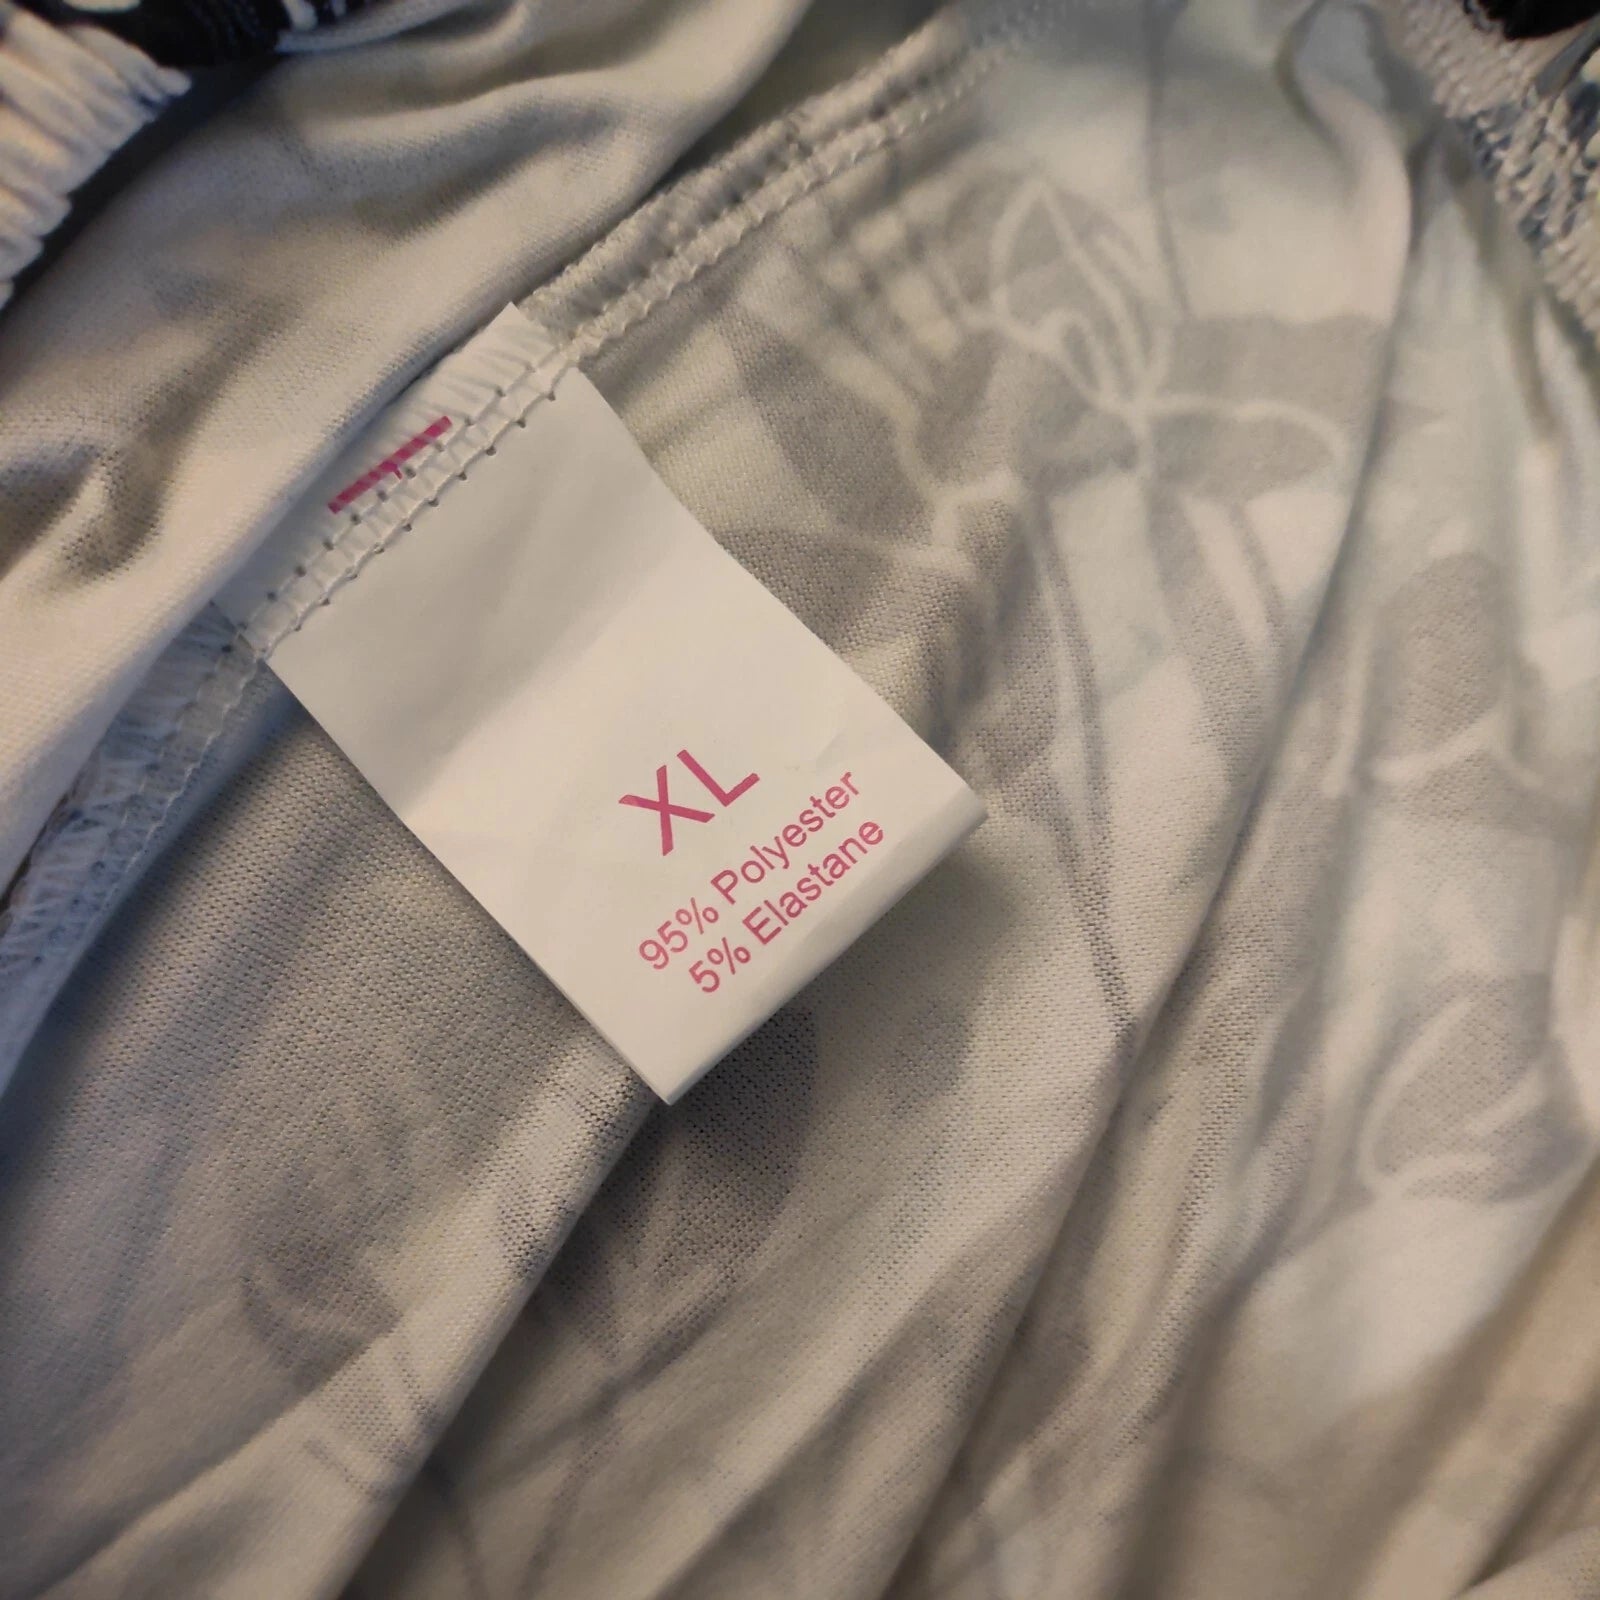 XL
95% Polyester
5% Elastane